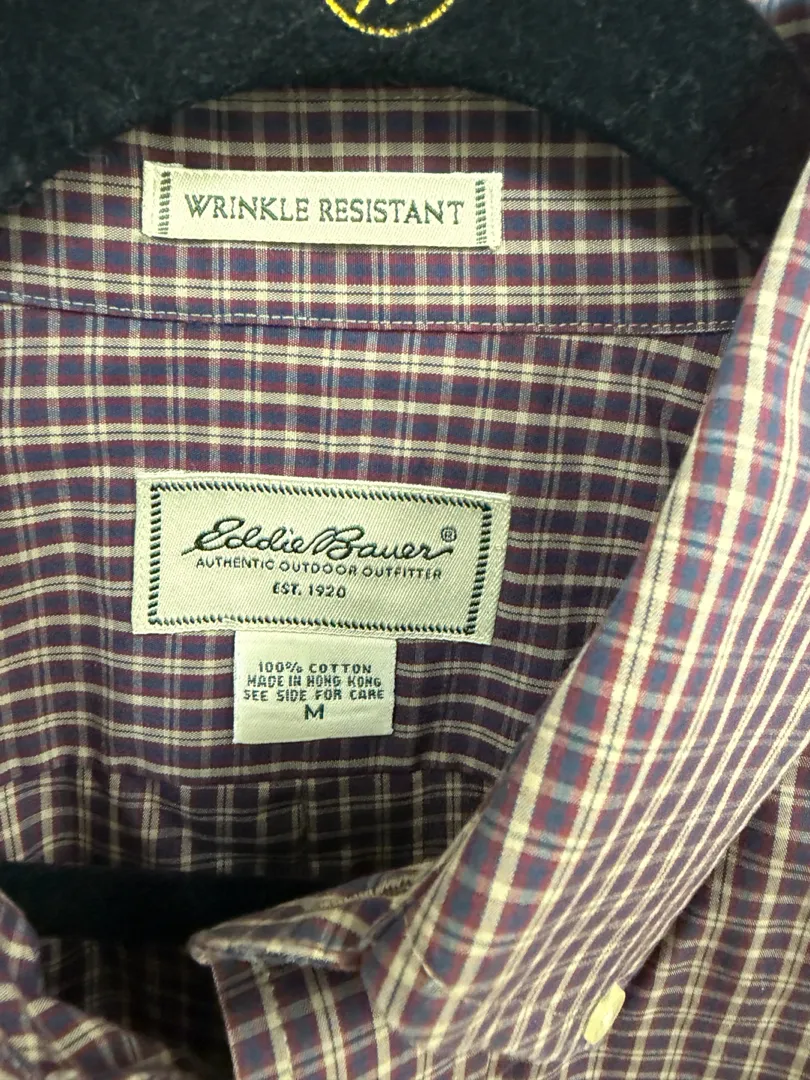 WRINKLE RESISTANT
Eddie Bauer®
AUTHENTIC OUTDOOR OUTFITTER
EST. 1920
100% COTTON
MADE IN HONG KONG
SEE SIDE FOR CARE
M